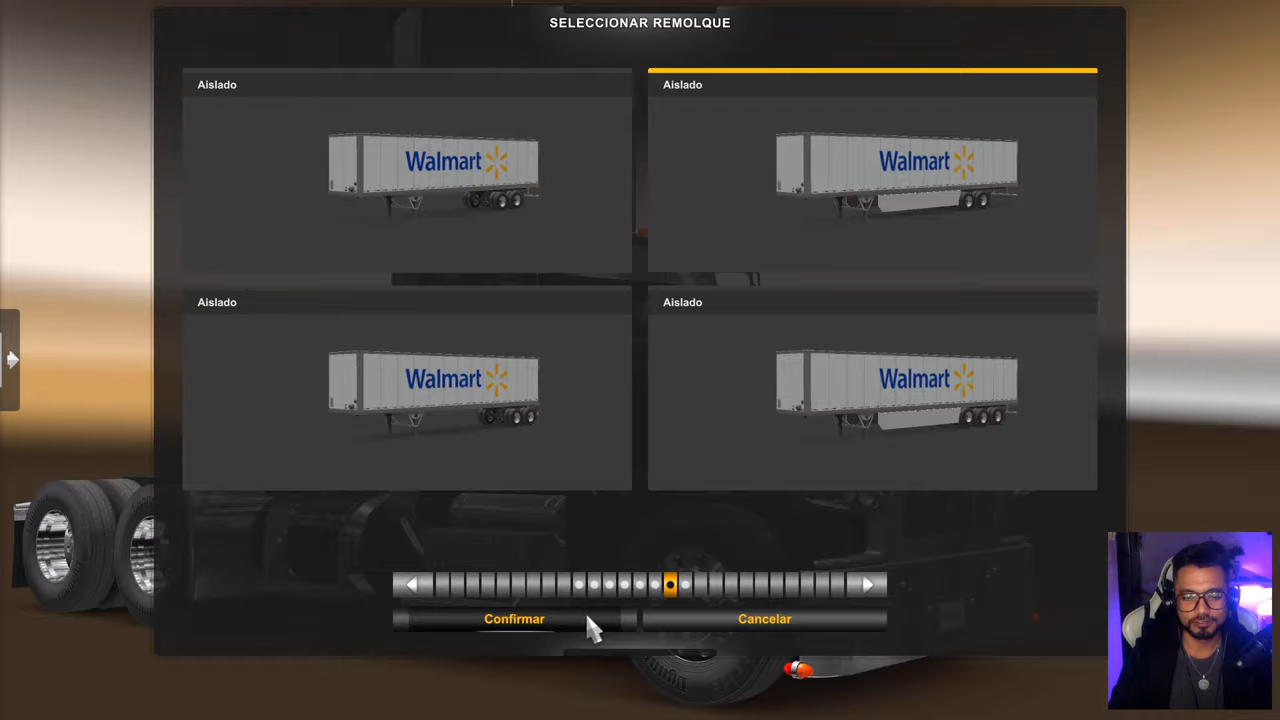 SELECCIONAR REMOLQUE
Aislado
Aislado
Walmart
Walmart
Aislado
Aislado
Walmart
Walmart
Confirmar
Cancelar